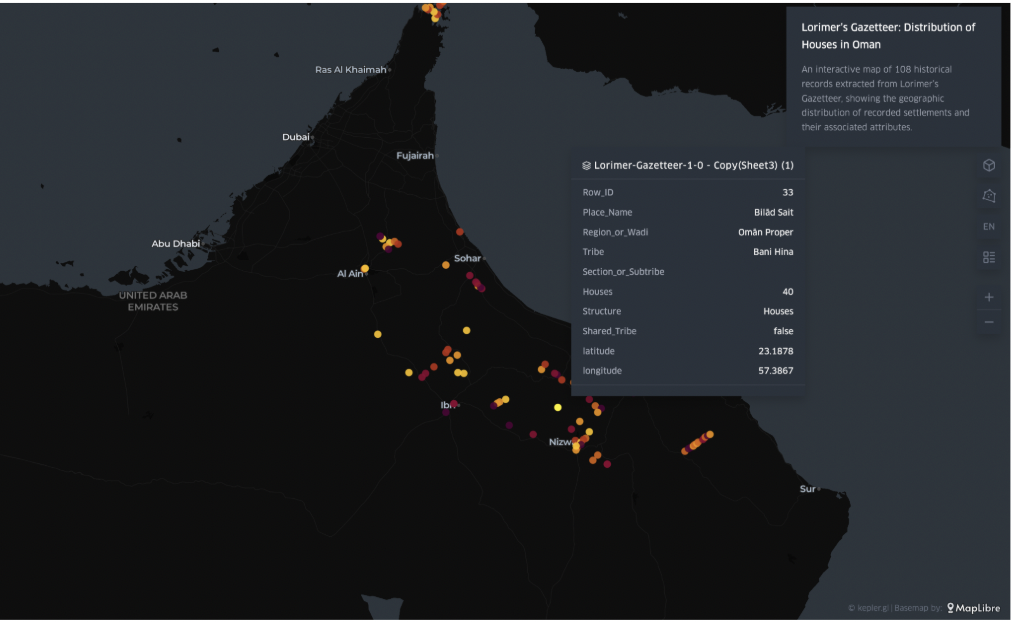 Lorimer's Gazetteer: Distribution of
Houses in Oman
An interactive map of 108 historical
records extracted from Lorimer's
Gazetteer, showing the geographic
distribution of recorded settlements and
their associated attributes.
Ras Al Khaimah
Dubai
Fujairah
Abu Dhabi
Sohar
Al Ain
UNITED ARAB
EMIRATES
Ibri
Nizw
Sur
Lorimer-Gazetteer-1-0 - Copy(Sheet3) (1)
Row_ID 33
Place_Name Bilād Sait
Region_or_Wadi Omān Proper
Tribe Bani Hina
Section_or_Subtribe
Houses 40
Structure Houses
Shared_Tribe false
latitude 23.1878
longitude 57.3867
EN
© kepler.gl | Basemap by: MapLibre